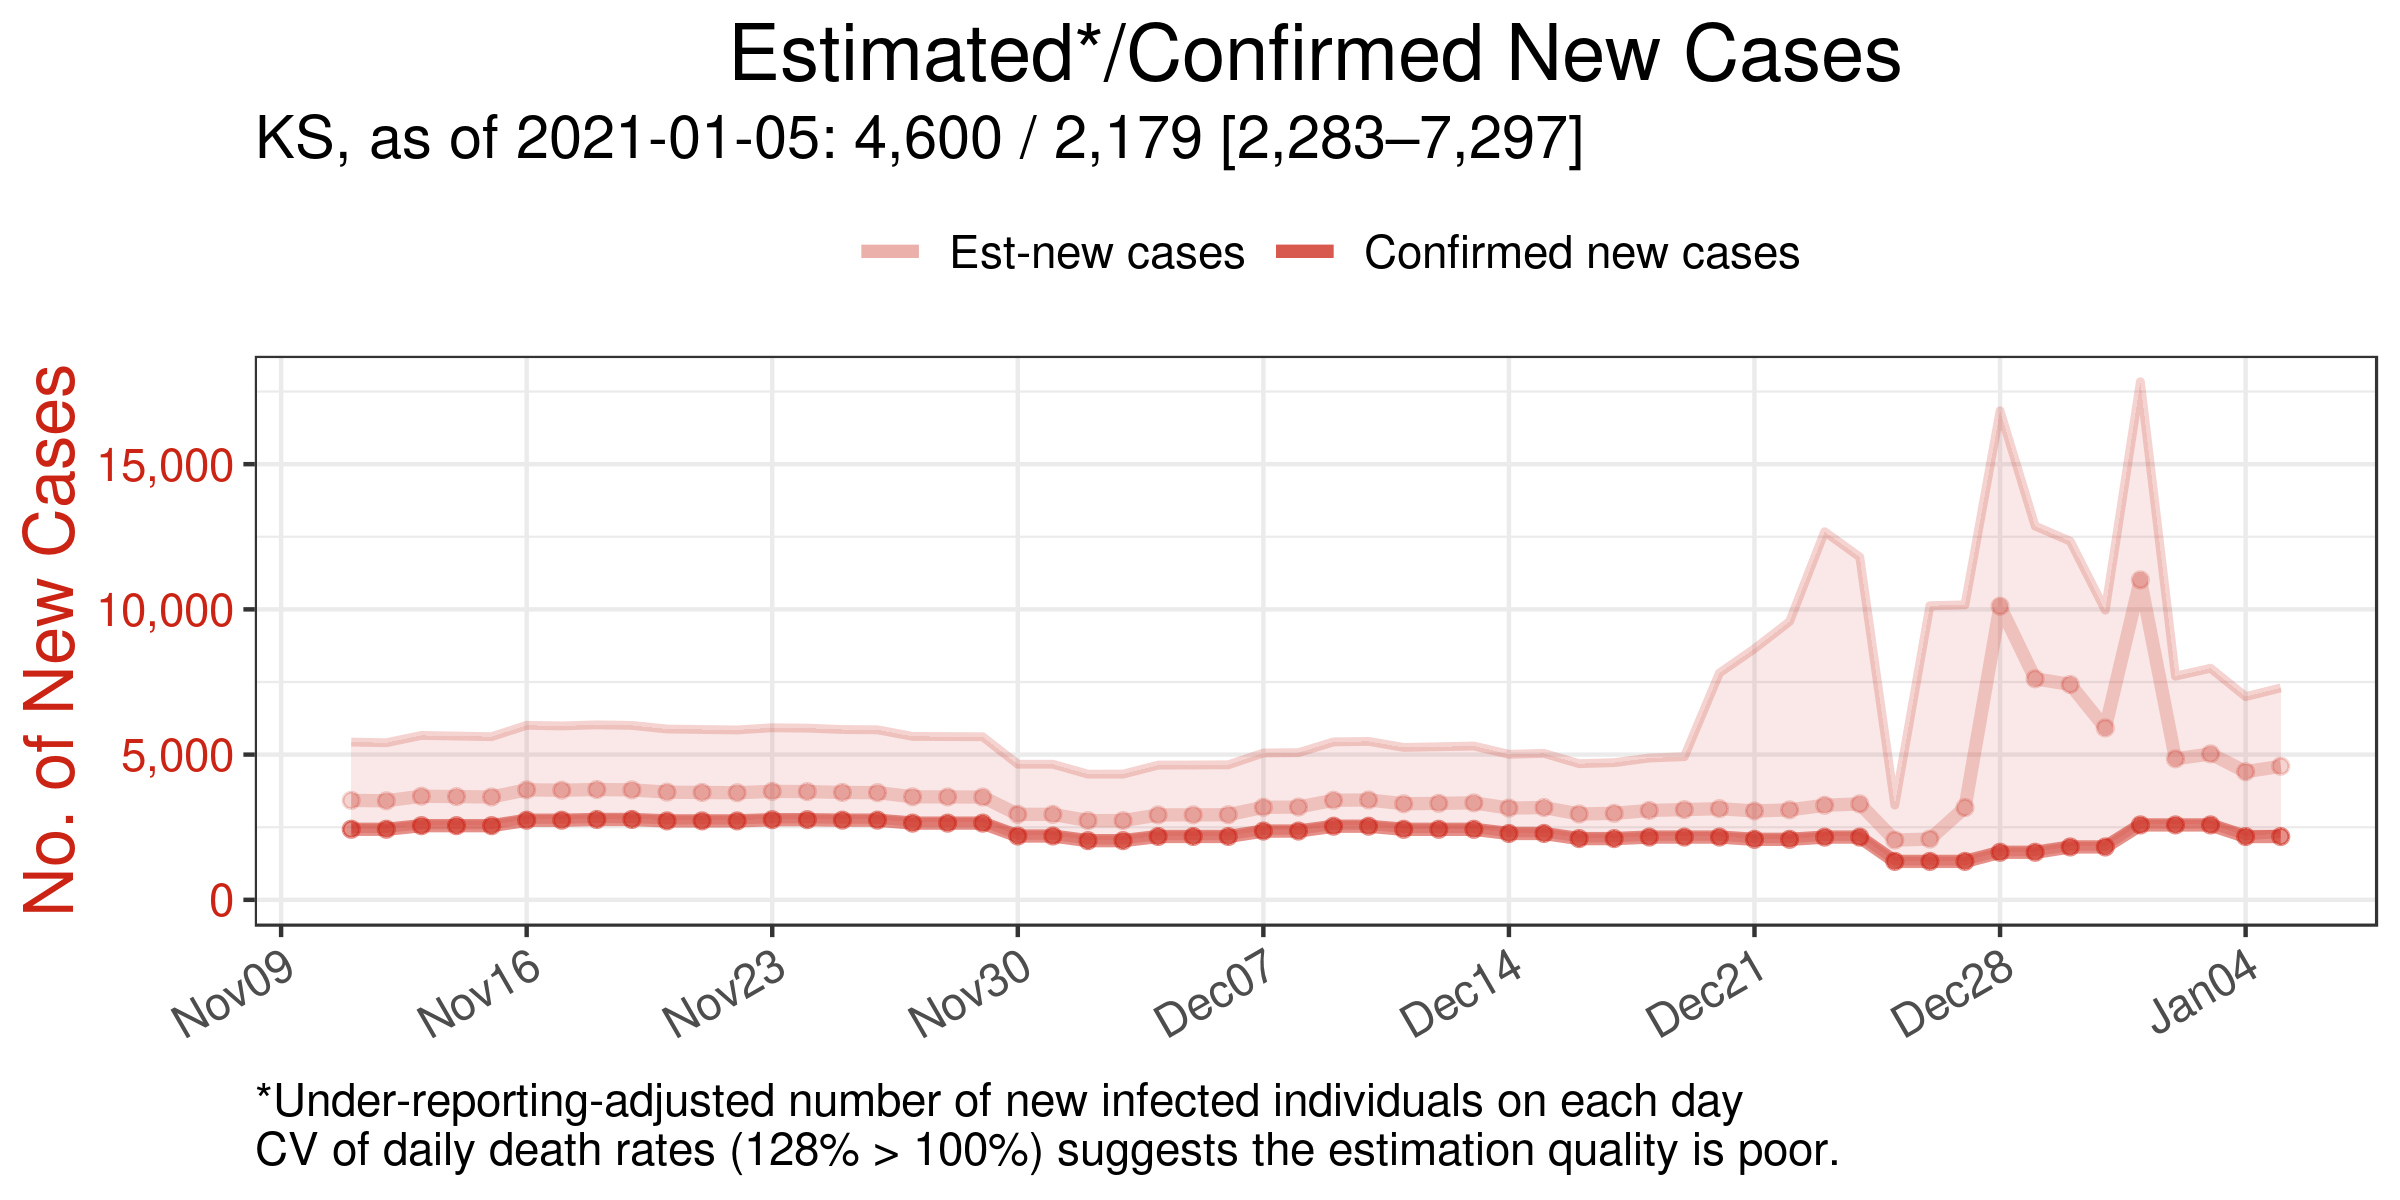 Estimated*/Confirmed New Cases
KS, as of 2021-01-05: 4,600 / 2,179 [2,283–7,297]
Est-new cases
Confirmed new cases
No. of New Cases
15,000
10,000
5,000
0
Nov09
Nov16
Nov23
Nov30
Dec07
Dec14
Dec21
Dec28
Jan04
*Under-reporting-adjusted number of new infected individuals on each day
CV of daily death rates (128% > 100%) suggests the estimation quality is poor.